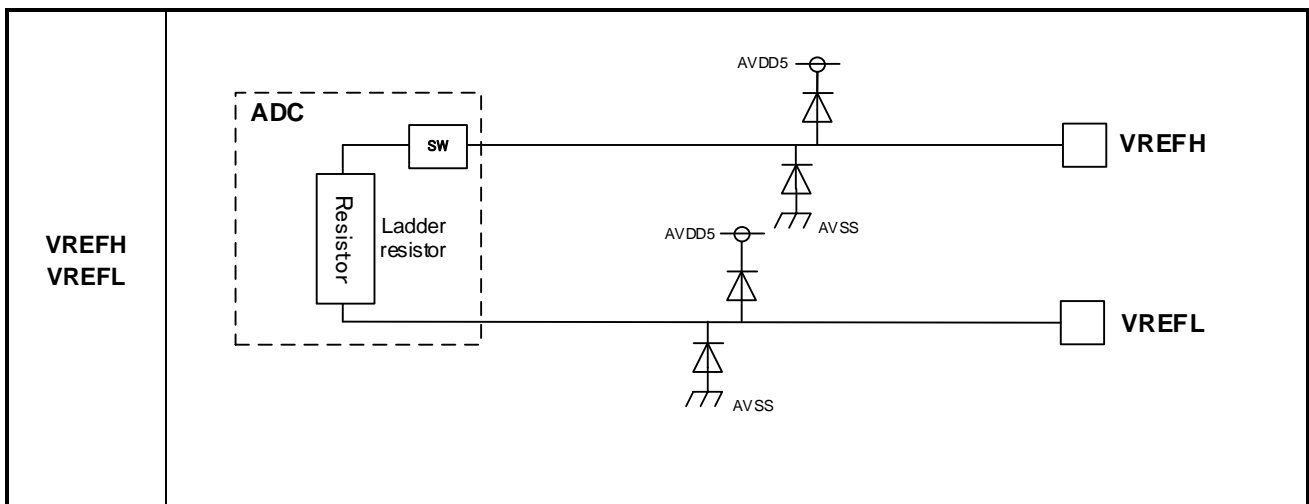 VREFH
VREFL
ADC
SW
Resistor
Ladder
resistor
AVDD5
VREFH
AVSS
AVDD5
VREFL
AVSS